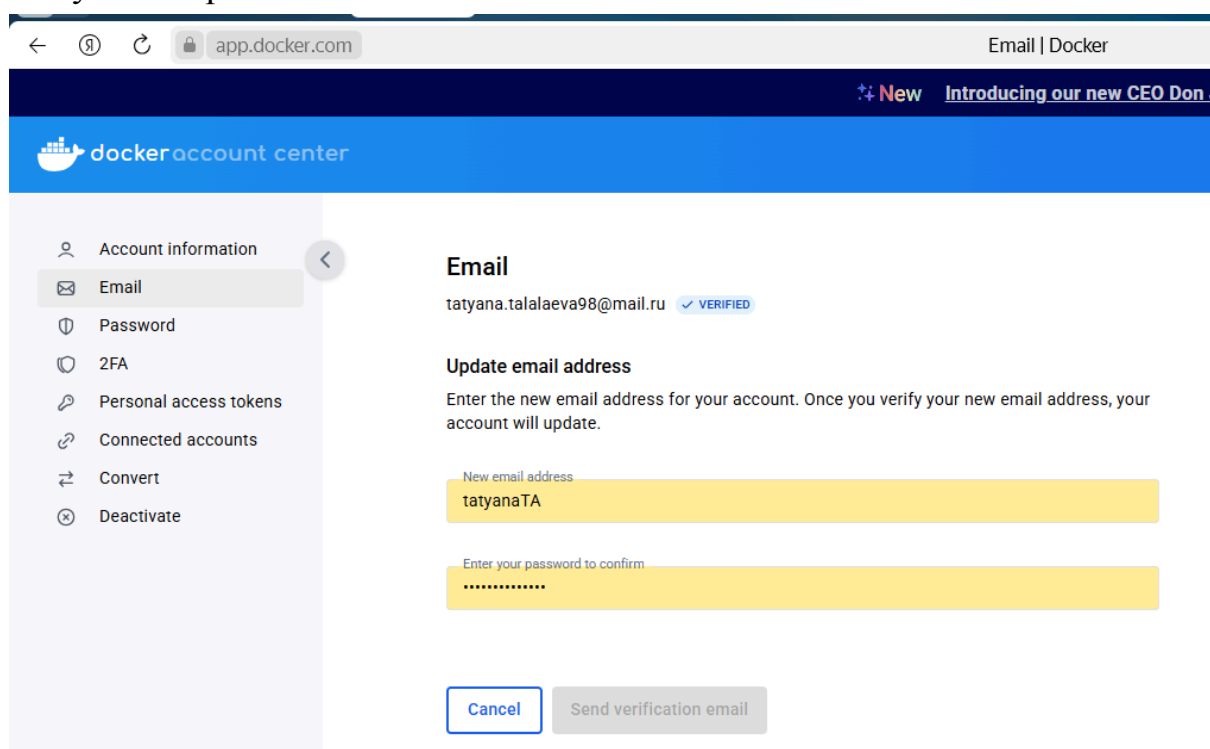 app.docker.com
Email | Docker
New Introducing our new CEO Don
docker account center
Account information
Email
Password
2FA
Personal access tokens
Connected accounts
Convert
Deactivate
Email
tatyana.talalaeva98@mail.ru VERIFIED
Update email address
Enter the new email address for your account. Once you verify your new email address, your
account will update.
New email address
tatyanaTA
Enter your password to confirm
••••••••••••••
Cancel
Send verification email